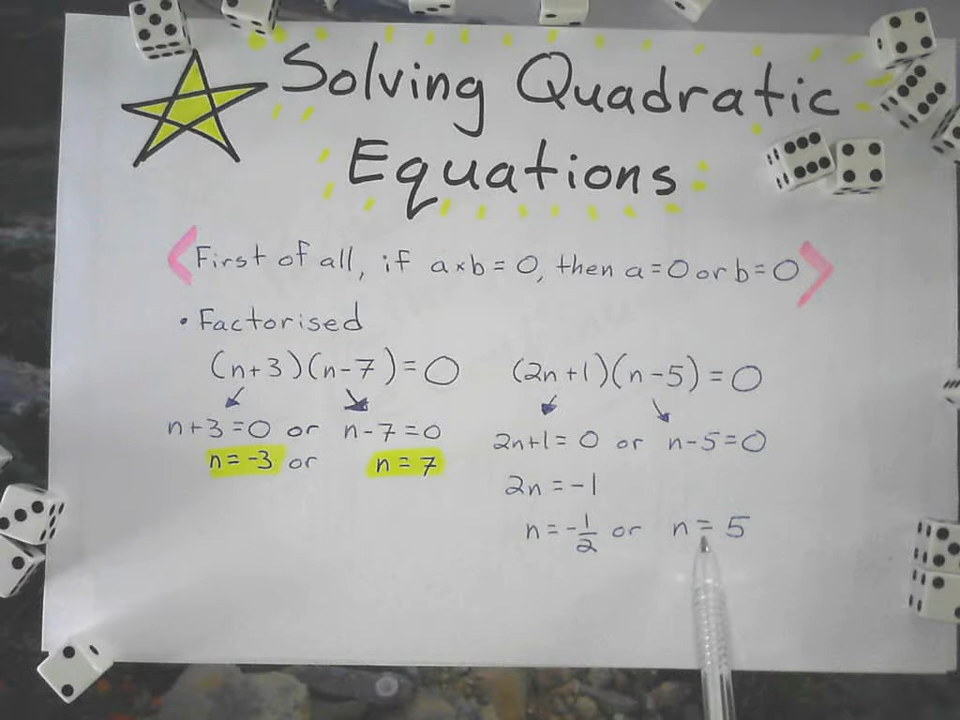 Solving Quadratic
Equations
First of all, if a×b=0, then a=0 or b=0
• Factorised
(n+3)(n-7)=0
n+3=0 or n-7=0
n=-3 or n=7
(2n+1)(n-5)=0
2n+1=0 or n-5=0
2n=-1
n=-1/2 or n=5